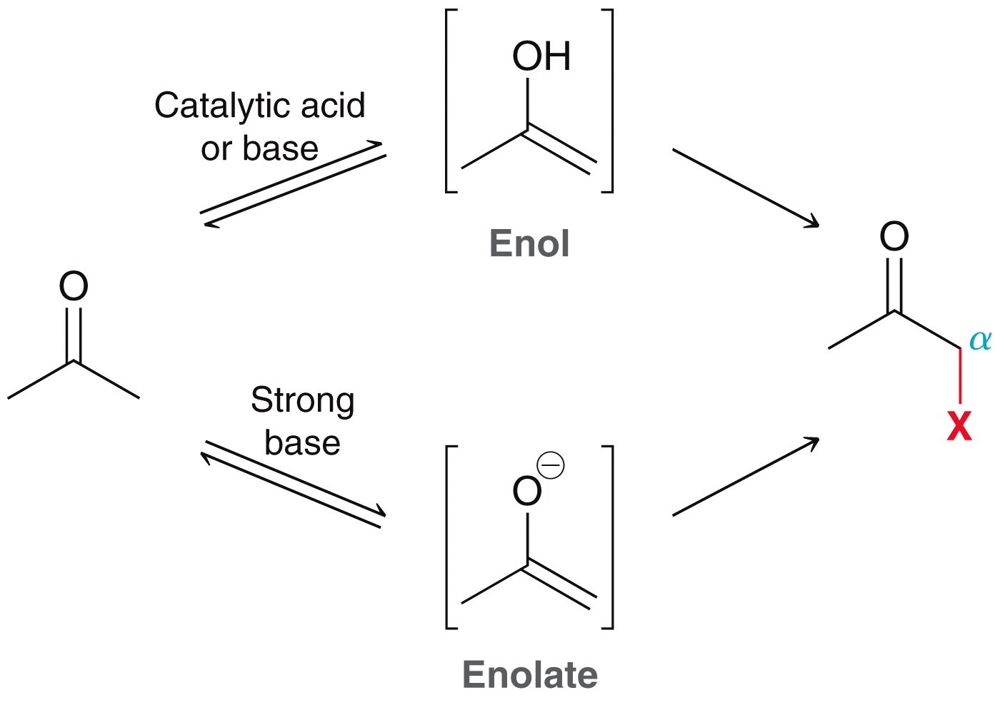 OH
Catalytic acid
or base
Enol
O
O
α
X
Strong
base
O⊖
Enolate